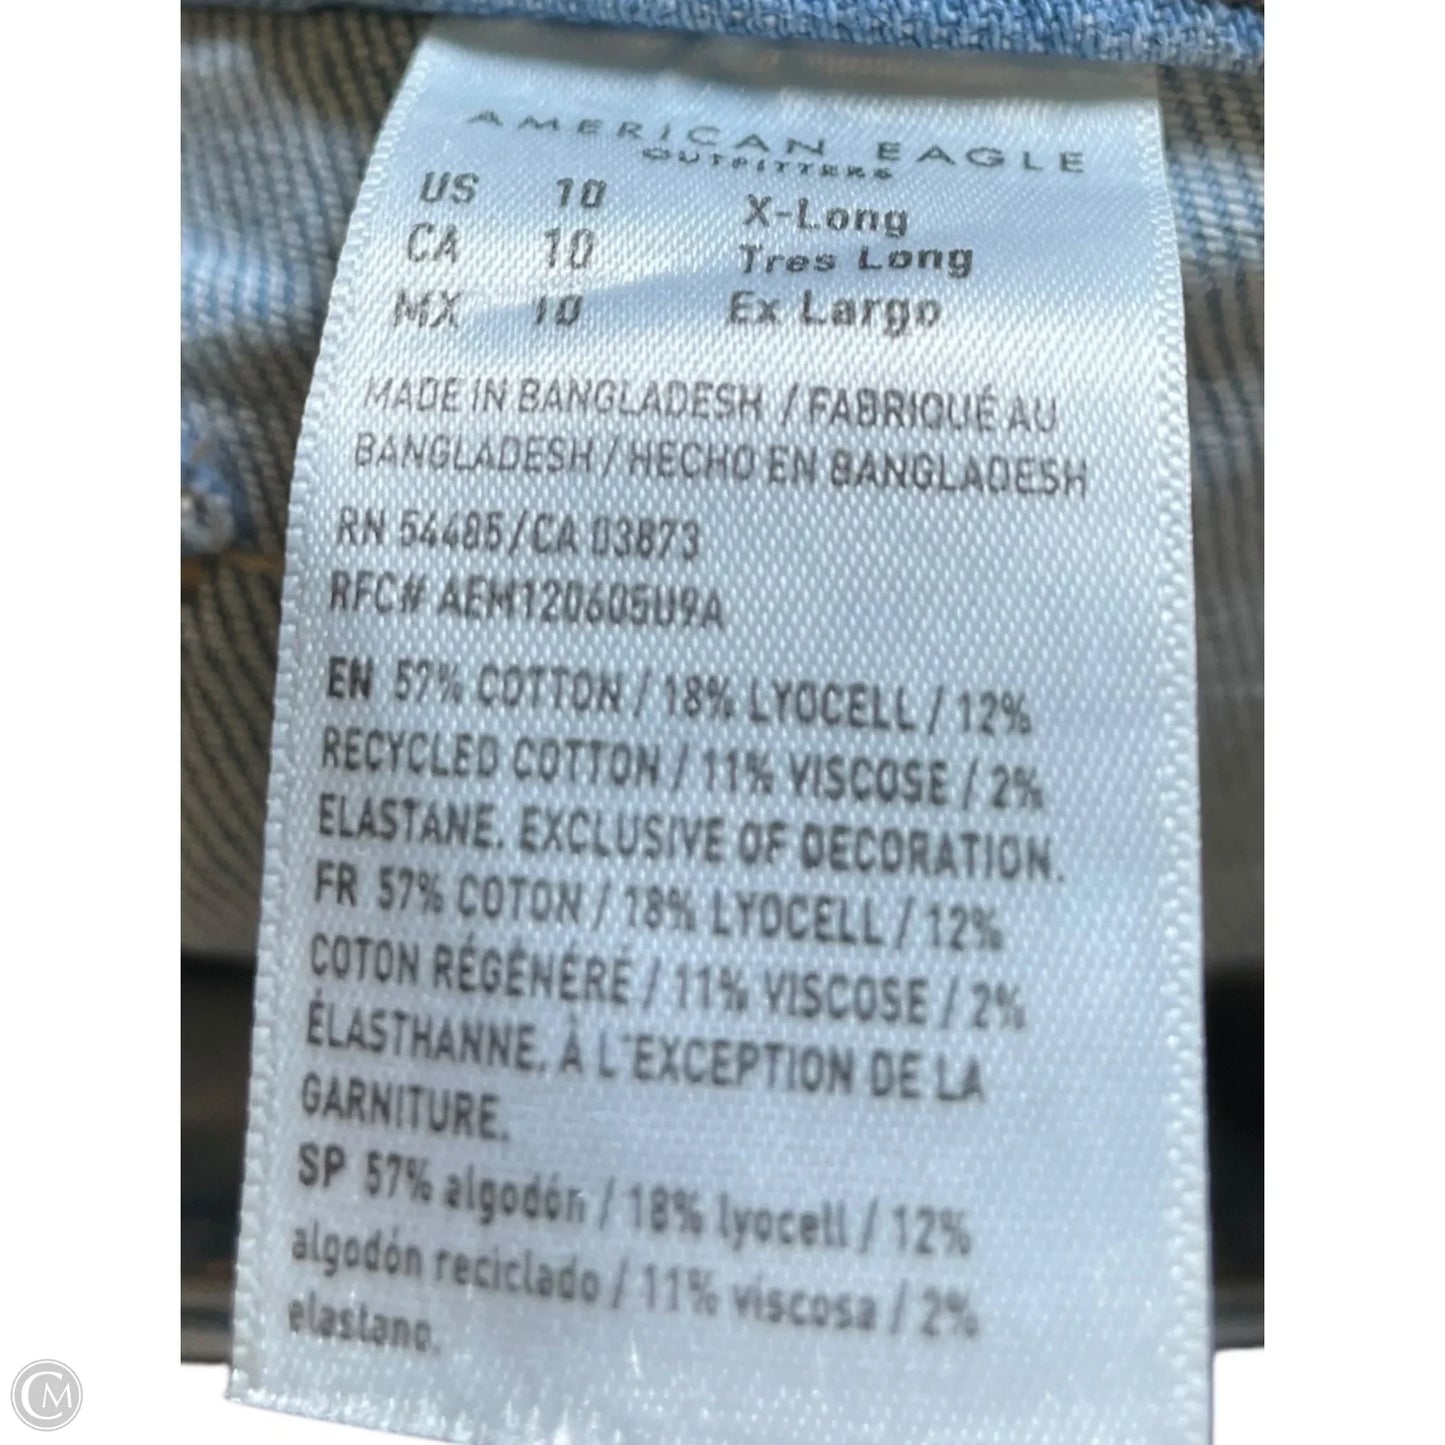 AMERICAN EAGLE
OUTFITTERS
US 10 X-Long
CA 10 Tres Long
MX 10 Ex Largo
MADE IN BANGLADESH / FABRIQUÉ AU
BANGLADESH / HECHO EN BANGLADESH
RN 54485/CA 03873
RFC# AEM120605U9A
EN 57% COTTON / 18% LYOCELL / 12%
RECYCLED COTTON / 11% VISCOSE / 2%
ELASTANE. EXCLUSIVE OF DECORATION.
FR 57% COTON / 18% LYOCELL / 12%
COTON RÉGÉNÉRÉ / 11% VISCOSE / 2%
ÉLASTHANNE. À L'EXCEPTION DE LA
GARNITURE.
SP 57% algodón / 18% lyocell / 12%
algodón reciclado / 11% viscosa / 2%
elastano.
CM